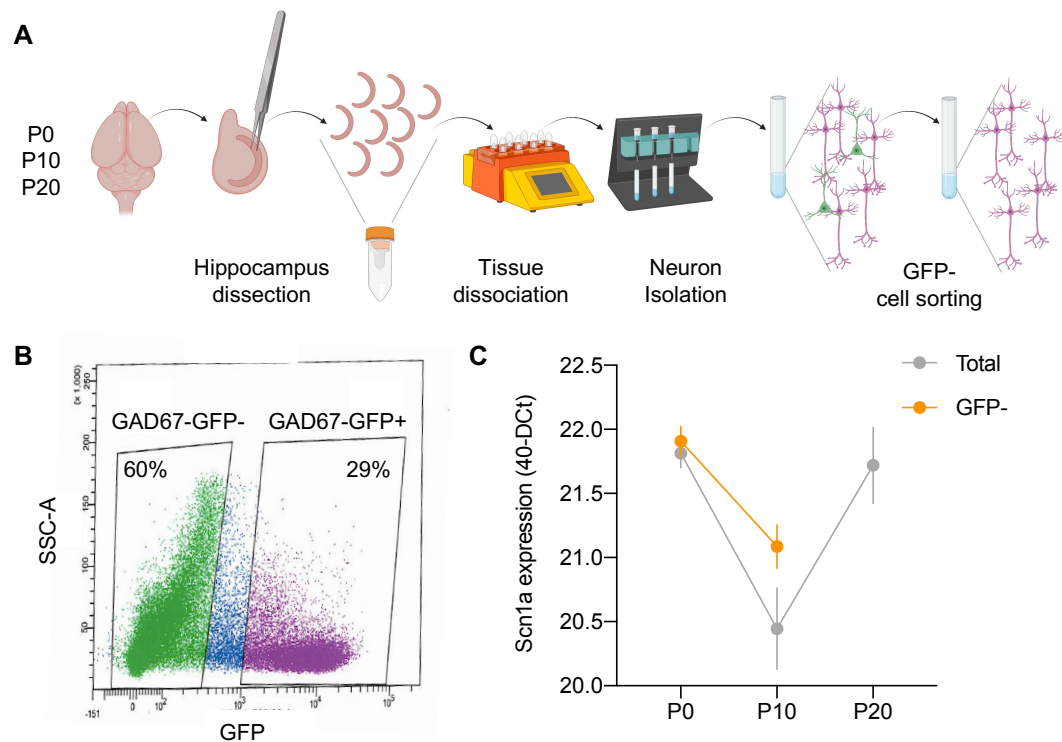 A
P0
P10
P20
Hippocampus
dissection
Tissue
dissociation
Neuron
Isolation
GFP-
cell sorting
B
(x 1,000)
250
200
150
100
50
SSC-A
GAD67-GFP-
GAD67-GFP+
60%
29%
-151
0
10²
10³
10⁴
10⁵
GFP
C
Total
GFP-
Scn1a expression (40-DCt)
22.5
22.0
21.5
21.0
20.5
20.0
P0
P10
P20